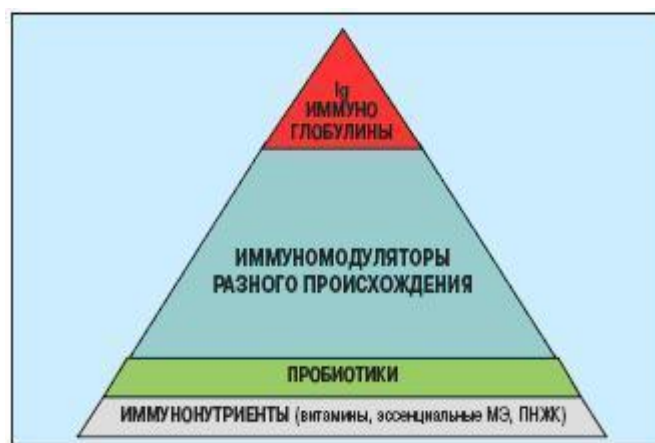 Ig
ИММУНО
ГЛОБУЛИНЫ
ИММУНОМОДУЛЯТОРЫ
РАЗНОГО ПРОИСХОЖДЕНИЯ
ПРОБИОТИКИ
ИММУНОНУТРИЕНТЫ (витамины, эссенциальные МЭ, ПНЖК)